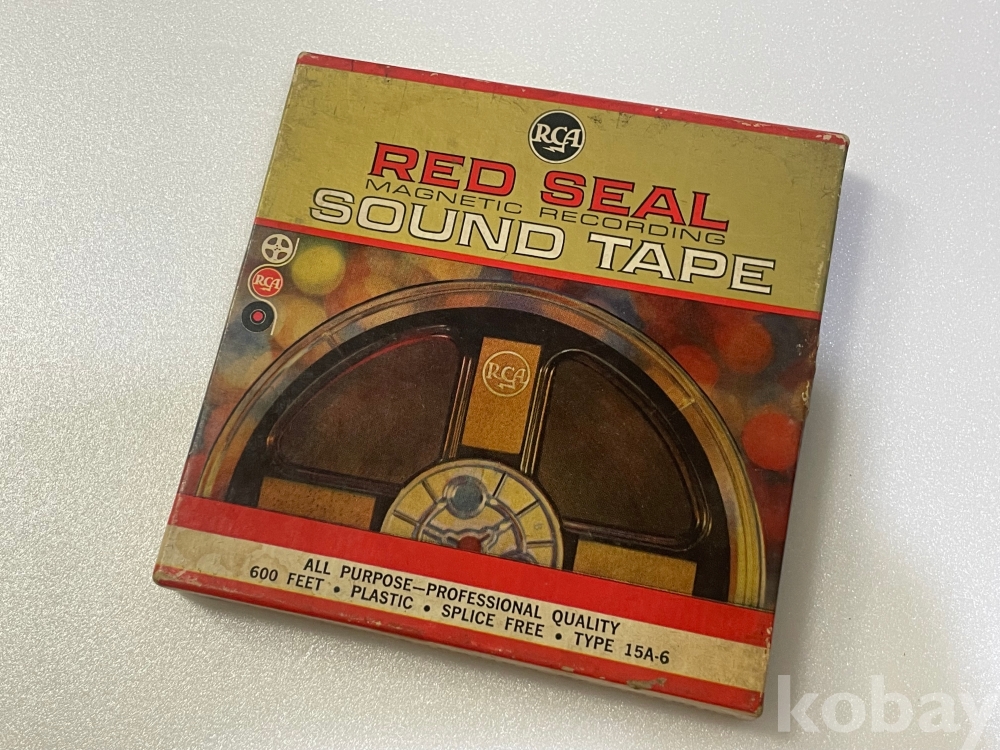 RCA
RED SEAL
MAGNETIC RECORDING
SOUND TAPE
RCA
RCA
ALL PURPOSE—PROFESSIONAL QUALITY
600 FEET • PLASTIC • SPLICE FREE • TYPE 15A-6
kobay